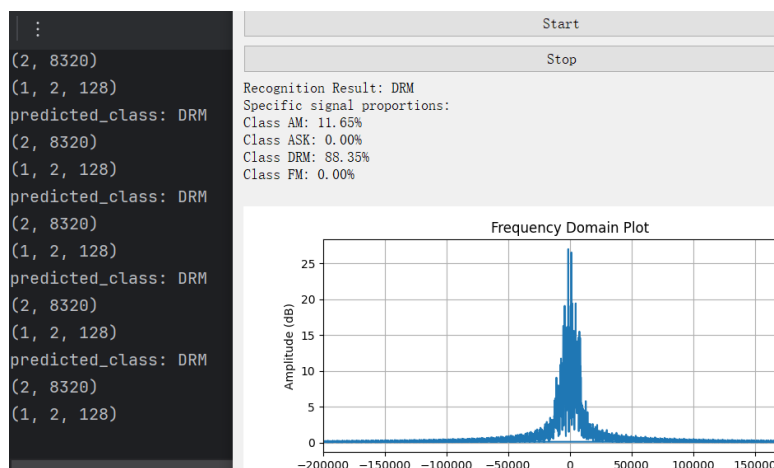 (2, 8320)
(1, 2, 128)
predicted_class: DRM
(2, 8320)
(1, 2, 128)
predicted_class: DRM
(2, 8320)
(1, 2, 128)
predicted_class: DRM
(2, 8320)
(1, 2, 128)
predicted_class: DRM
(2, 8320)
(1, 2, 128)
Start
Stop
Recognition Result: DRM
Specific signal proportions:
Class AM: 11.65%
Class ASK: 0.00%
Class DRM: 88.35%
Class FM: 0.00%
Frequency Domain Plot
Amplitude (dB)
25
20
15
10
5
0
−200000 −150000 −100000 −50000 0 50000 100000 150000